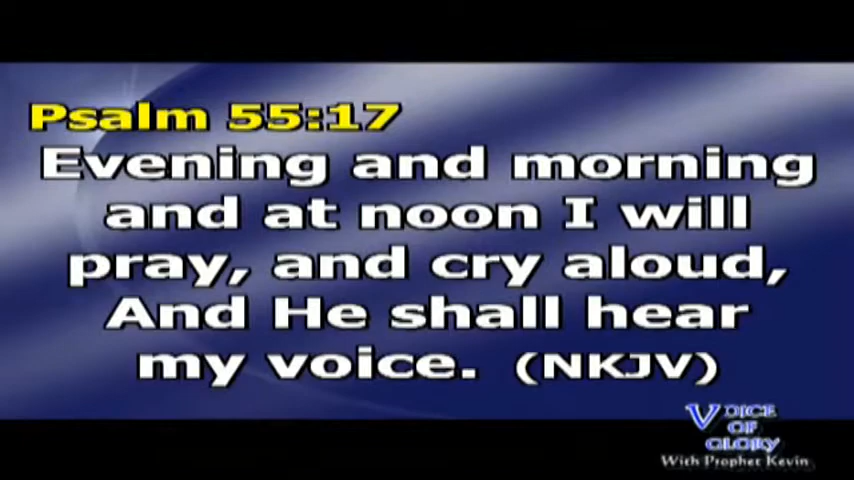 Psalm 55:17
Evening and morning
and at noon I will
pray, and cry aloud,
And He shall hear
my voice. (NKJV)
VOICE
OF
GLORY
With Prophet Kevin